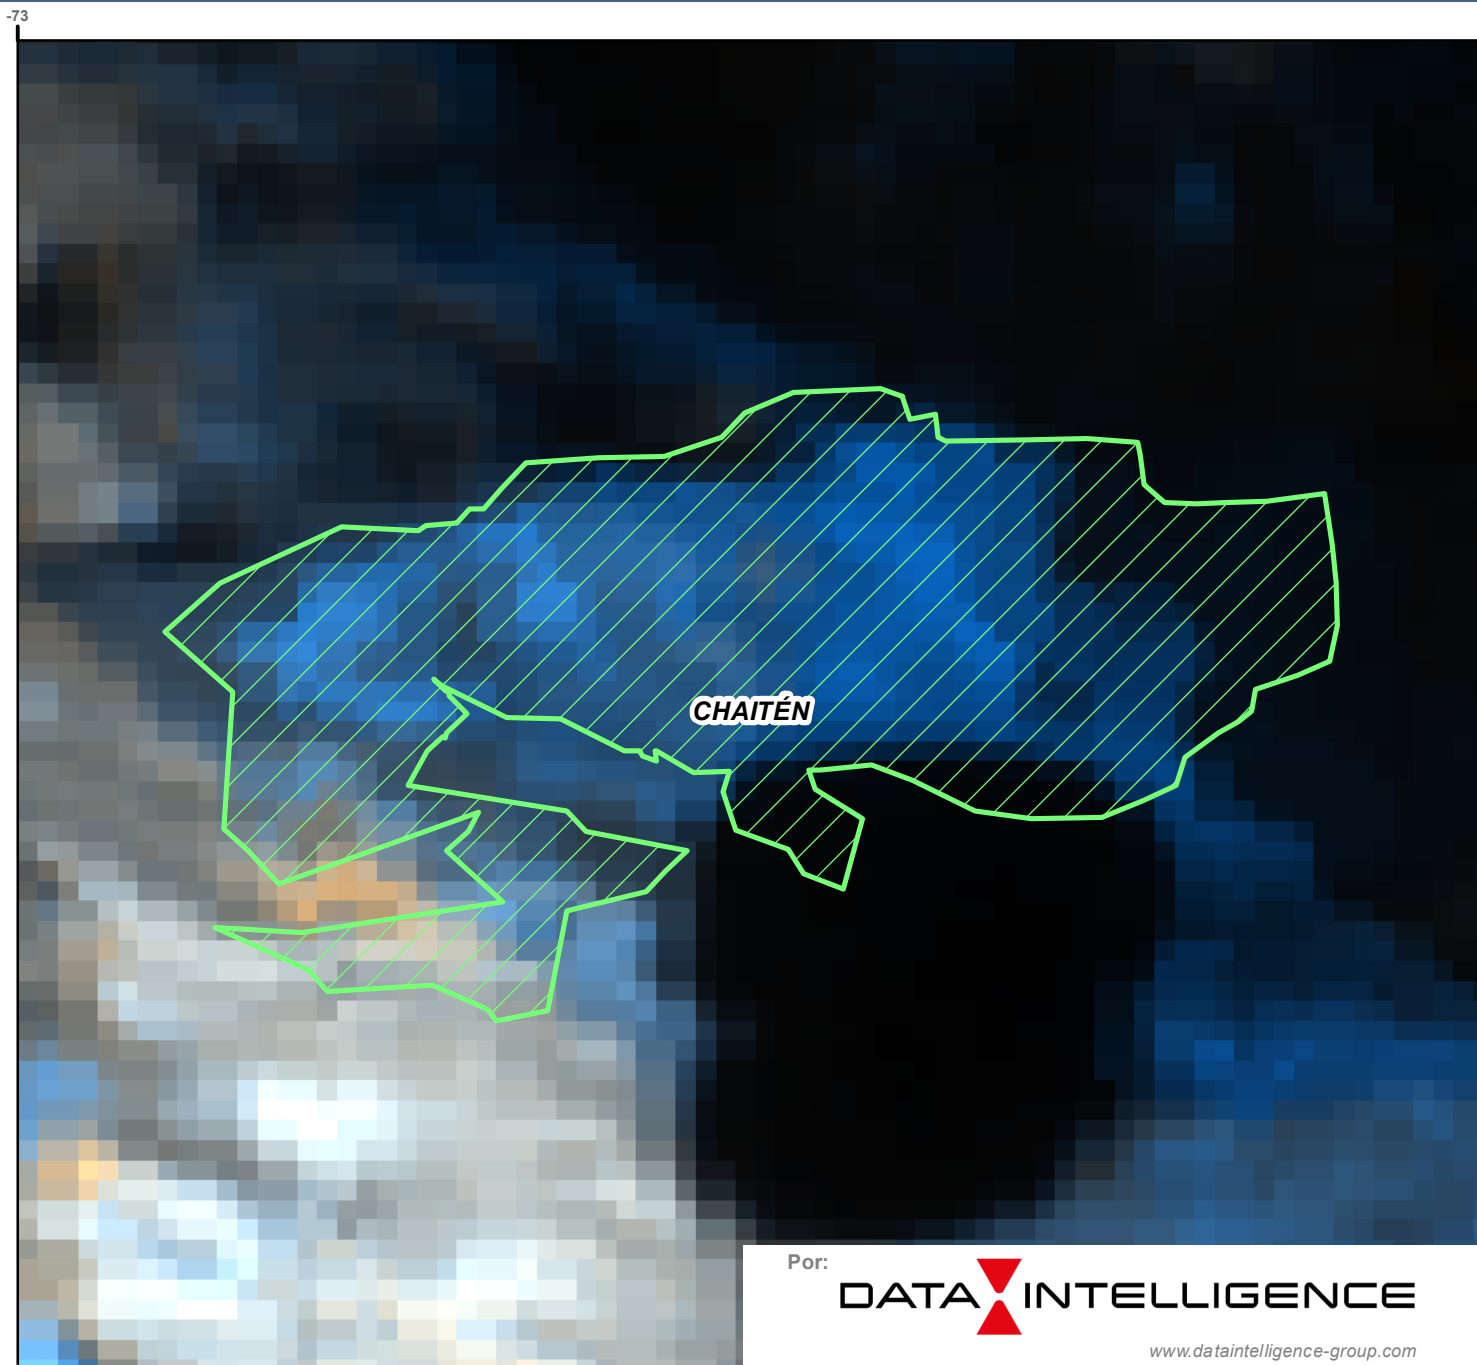 -73
CHAITÉN
Por:
DATA INTELLIGENCE
www.dataintelligence-group.com